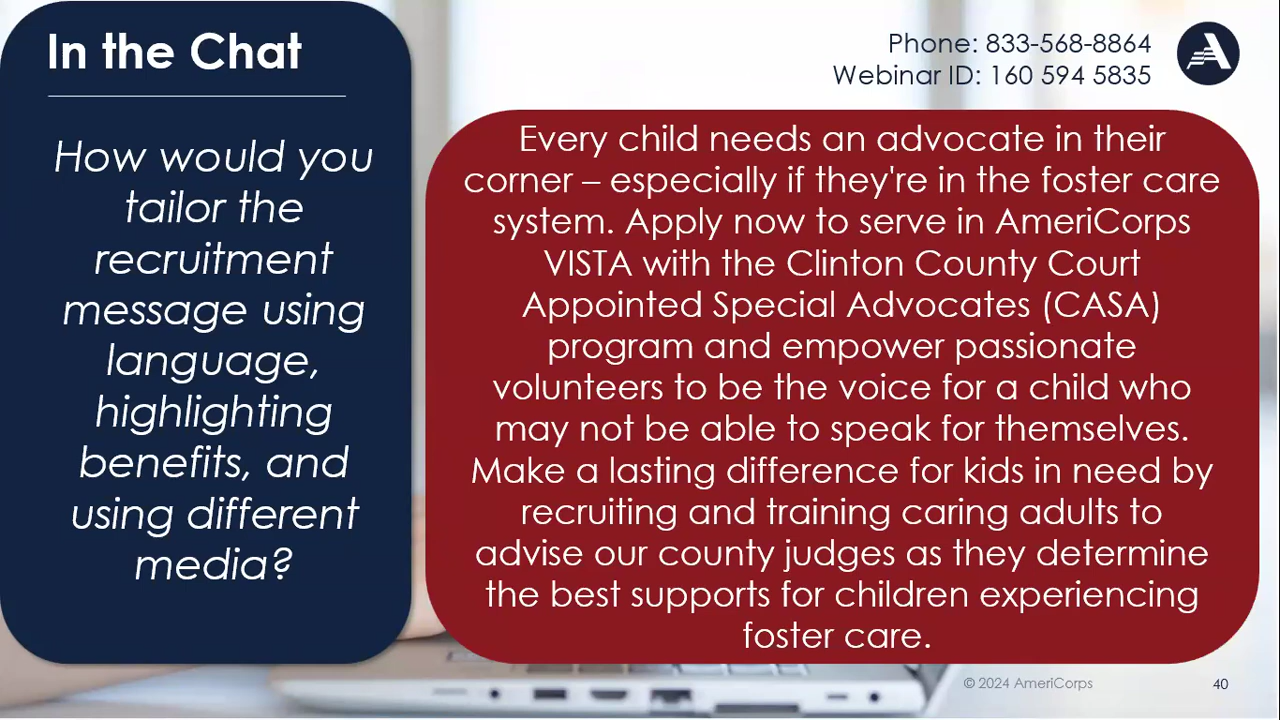 In the Chat
How would you
tailor the
recruitment
message using
language,
highlighting
benefits, and
using different
media?
Phone: 833-568-8864
Webinar ID: 160 594 5835
Every child needs an advocate in their
corner – especially if they're in the foster care
system. Apply now to serve in AmeriCorps
VISTA with the Clinton County Court
Appointed Special Advocates (CASA)
program and empower passionate
volunteers to be the voice for a child who
may not be able to speak for themselves.
Make a lasting difference for kids in need by
recruiting and training caring adults to
advise our county judges as they determine
the best supports for children experiencing
foster care.
© 2024 AmeriCorps
40